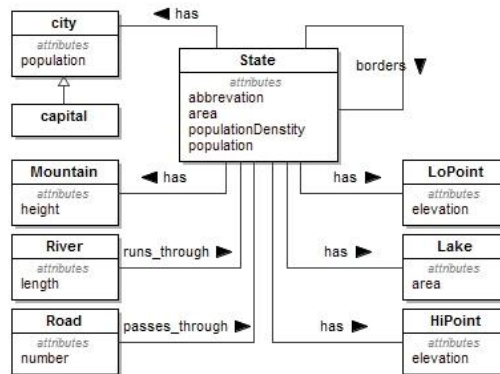 city
attributes
population
capital
◄ has
State
attributes
abbrevation
area
populationDenstity
population
borders ▼
Mountain
attributes
height
◄ has
River
attributes
length
runs_through ►
Road
attributes
number
passes_through ►
has ►
LoPoint
attributes
elevation
has ►
Lake
attributes
area
has ►
HiPoint
attributes
elevation